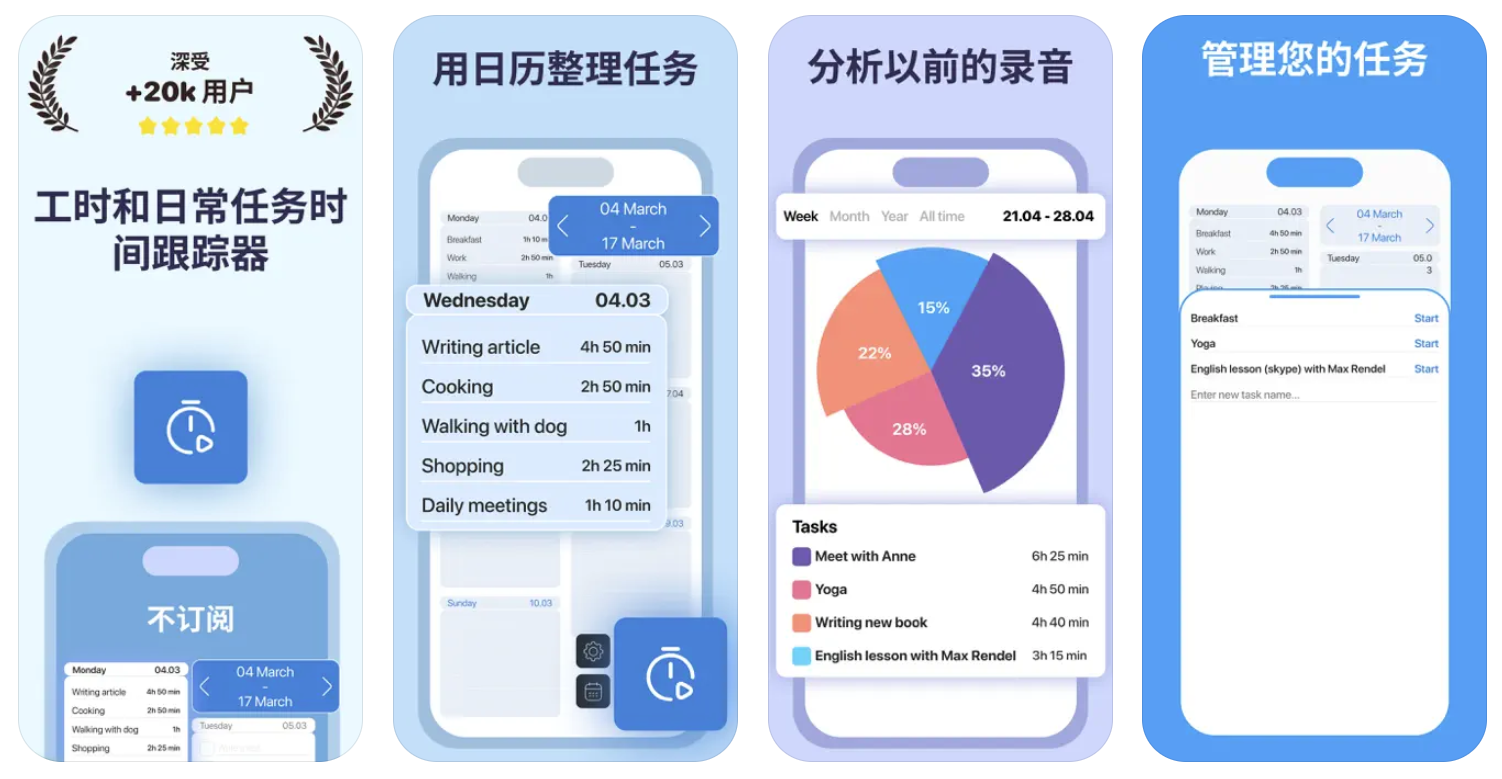 深受
+20k 用户
工时和日常任务时
间跟踪器
不订阅
Monday 04.03
Writing article 4h 50 min
Cooking 2h 50 min
Walking with dog 1h
Shopping 2h 25 min
04 March
-
17 March
Tuesday 05.03
用日历整理任务
Monday 04.0
Breakfast 1h 10 m
Work 2h 50 min
Walking 1h
04 March
-
17 March
Tuesday 05.03
Wednesday 04.03
Writing article 4h 50 min
Cooking 2h 50 min
Walking with dog 1h
Shopping 2h 25 min
Daily meetings 1h 10 min
7.04
9.03
Sunday 10.03
分析以前的录音
Week Month Year All time 21.04 - 28.04
15%
35%
22%
28%
Tasks
Meet with Anne 6h 25 min
Yoga 4h 50 min
Writing new book 4h 40 min
English lesson with Max Rendel 3h 15 min
管理您的任务
Monday 04.03
Breakfast 4h 50 min
Work 2h 50 min
Walking 1h
Playing 2h 25 min
04 March
-
17 March
Tuesday 05.0
3
Breakfast Start
Yoga Start
English lesson (skype) with Max Rendel Start
Enter new task name...